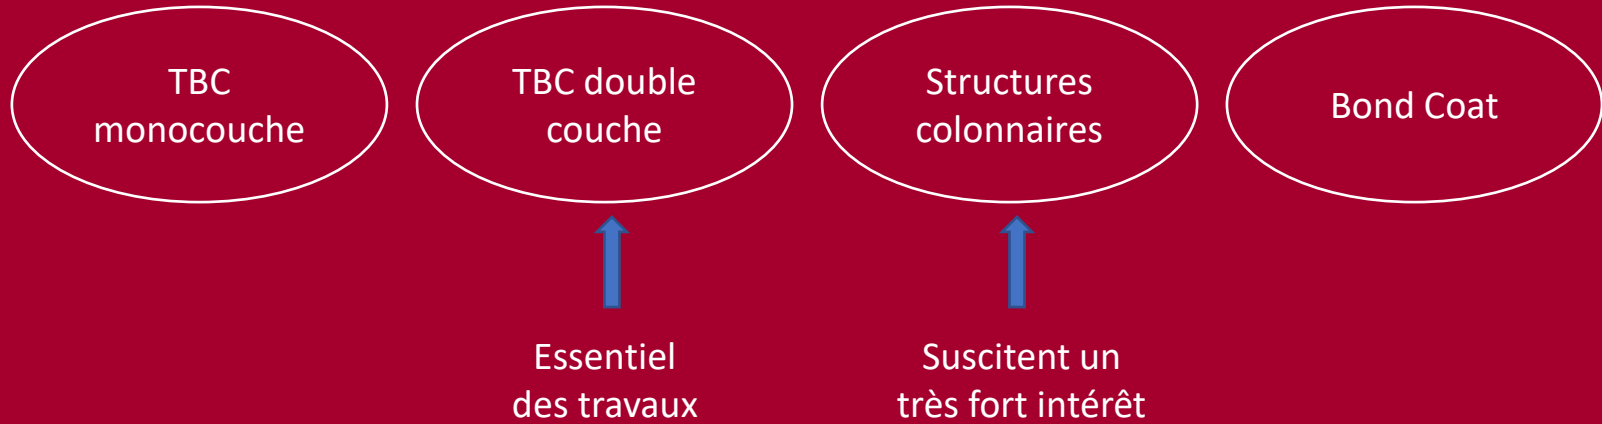 TBC
monocouche
TBC double
couche
Structures
colonnaires
Bond Coat
Essentiel
des travaux
Suscitent un
très fort intérêt